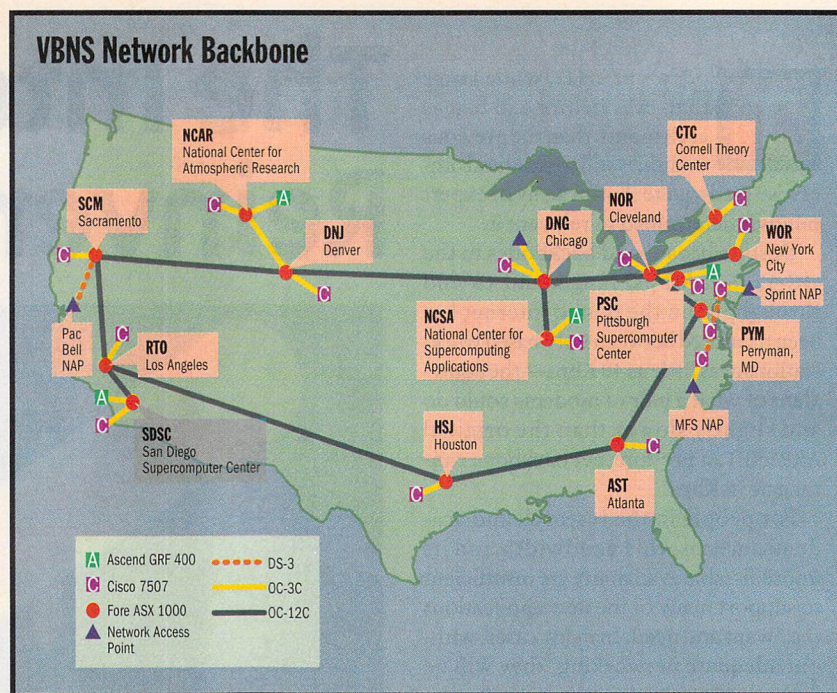 VBNS Network Backbone
NCAR
National Center for
Atmospheric Research
CTC
Cornell Theory
Center
SCM
Sacramento
DNJ
Denver
DNG
Chicago
NOR
Cleveland
WOR
New York
City
A
C
C
C
C
C
C
C
A
C
C
Sprint NAP
Pac
Bell
NAP
C
RTO
Los Angeles
NCSA
National Center for
Supercomputing
Applications
A
C
PSC
Pittsburgh
Supercomputer
Center
C
PYM
Perryman,
MD
C
A
C
MFS NAP
SDSC
San Diego
Supercomputer Center
HSJ
Houston
C
C
AST
Atlanta
A Ascend GRF 400
C Cisco 7507
Fore ASX 1000
Network Access
Point
DS-3
OC-3C
OC-12C